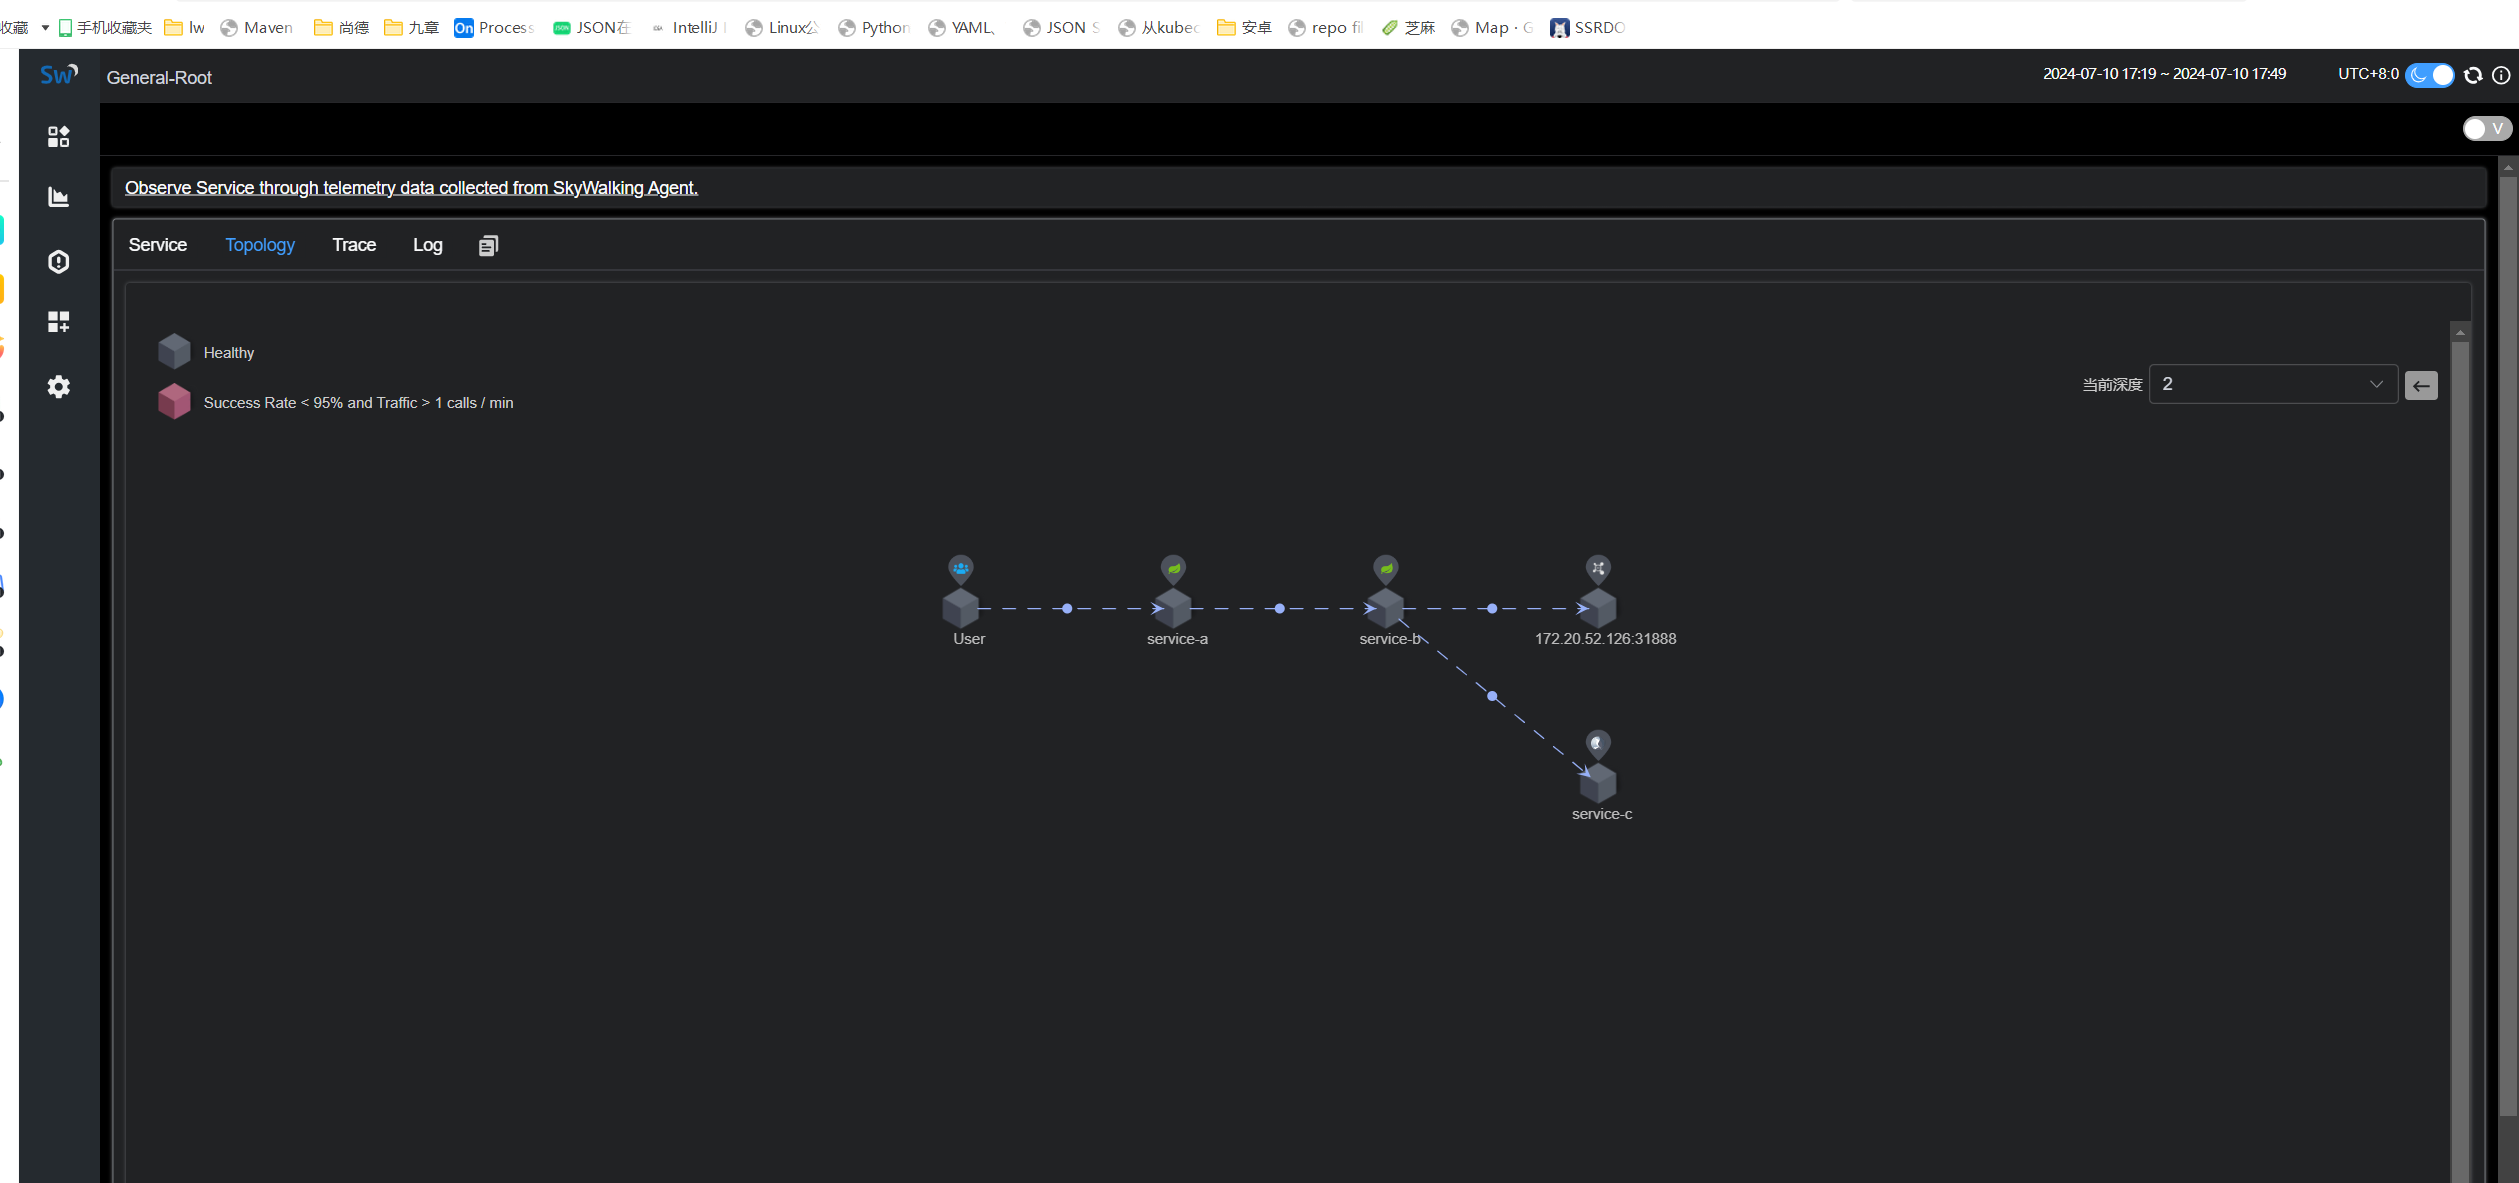 收藏 手机收藏夹 lw Maven 尚德 九章 On Process JSON在 IntelliJ Linux公 Python YAML、 JSON S 从kubec 安卓 repo fil 芝麻 Map · G SSRDO
Sw General-Root 2024-07-10 17:19 ~ 2024-07-10 17:49 UTC+8:0
V
Observe Service through telemetry data collected from SkyWalking Agent.
Service Topology Trace Log
Healthy
当前深度 2
Success Rate < 95% and Traffic > 1 calls / min
User service-a service-b 172.20.52.126:31888
service-c